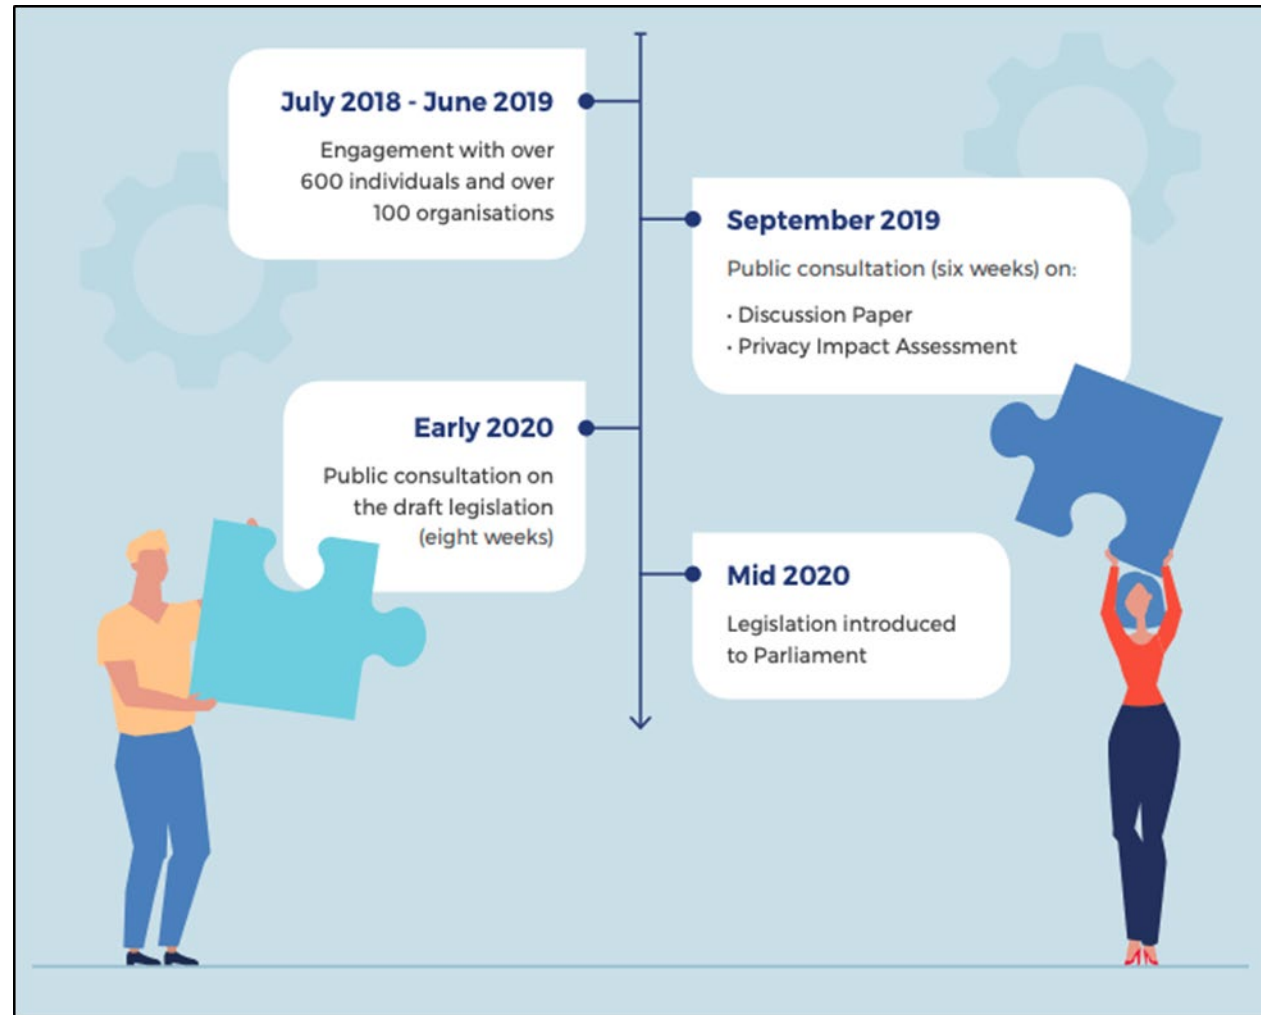 July 2018 - June 2019
Engagement with over
600 individuals and over
100 organisations
September 2019
Public consultation (six weeks) on:
· Discussion Paper
· Privacy Impact Assessment
Early 2020
Public consultation on
the draft legislation
(eight weeks)
Mid 2020
Legislation introduced
to Parliament